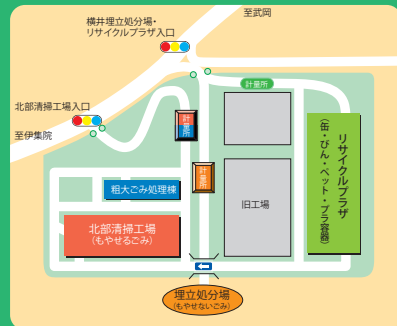 至武岡
横井埋立処分場・
リサイクルプラザ入口
計量所
北部清掃工場入口
計量所
至伊集院
計量所
リサイクルプラザ
(缶・びん・ペット・プラ容器)
粗大ごみ処理棟
旧工場
北部清掃工場
(もやせるごみ)
埋立処分場
(もやせないごみ)